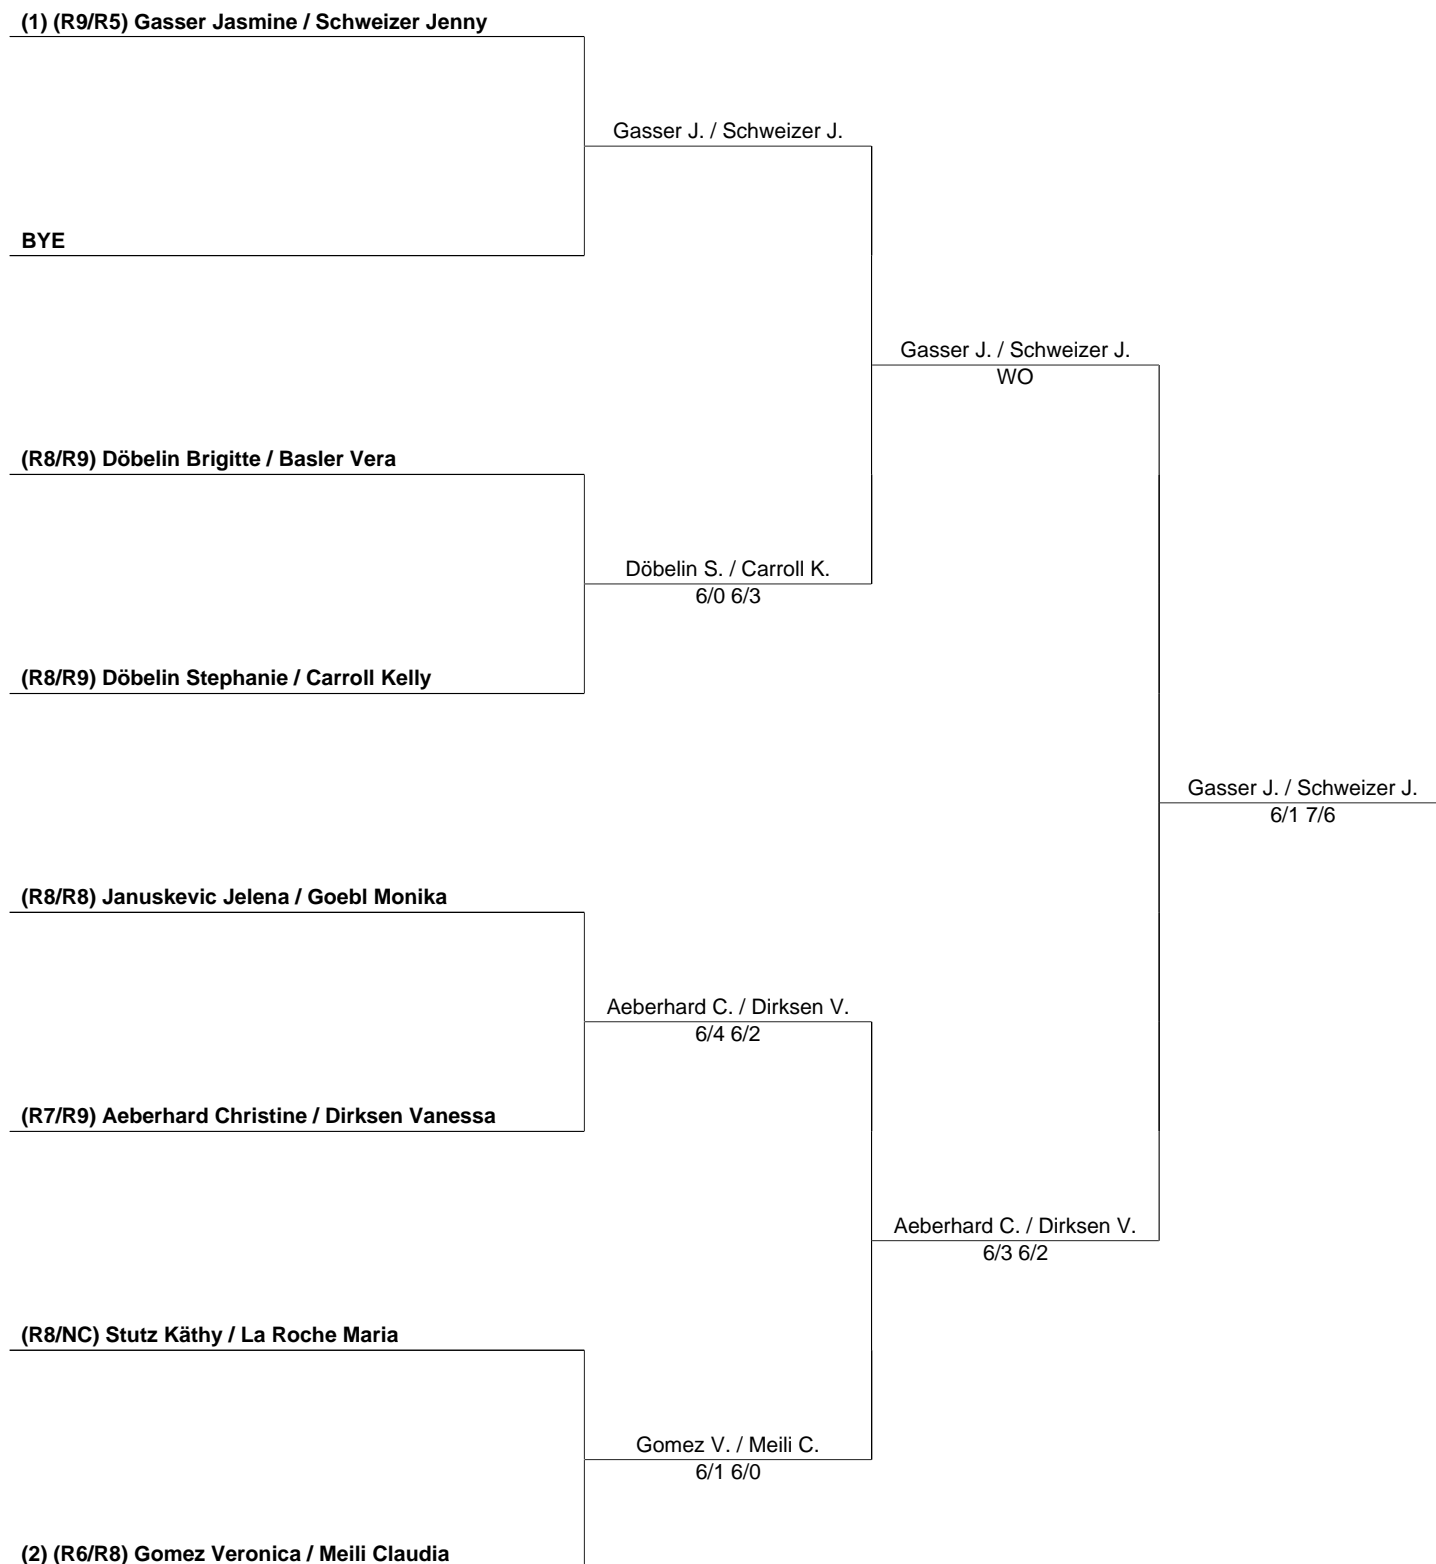 (1) (R9/R5) Gasser Jasmine / Schweizer Jenny
Gasser J. / Schweizer J.
BYE
Gasser J. / Schweizer J.
WO
(R8/R9) Döbelin Brigitte / Basler Vera
Döbelin S. / Carroll K.
6/0 6/3
(R8/R9) Döbelin Stephanie / Carroll Kelly
Gasser J. / Schweizer J.
6/1 7/6
(R8/R8) Januskevic Jelena / Goebl Monika
Aeberhard C. / Dirksen V.
6/4 6/2
(R7/R9) Aeberhard Christine / Dirksen Vanessa
Aeberhard C. / Dirksen V.
6/3 6/2
(R8/NC) Stutz Käthy / La Roche Maria
Gomez V. / Meili C.
6/1 6/0
(2) (R6/R8) Gomez Veronica / Meili Claudia